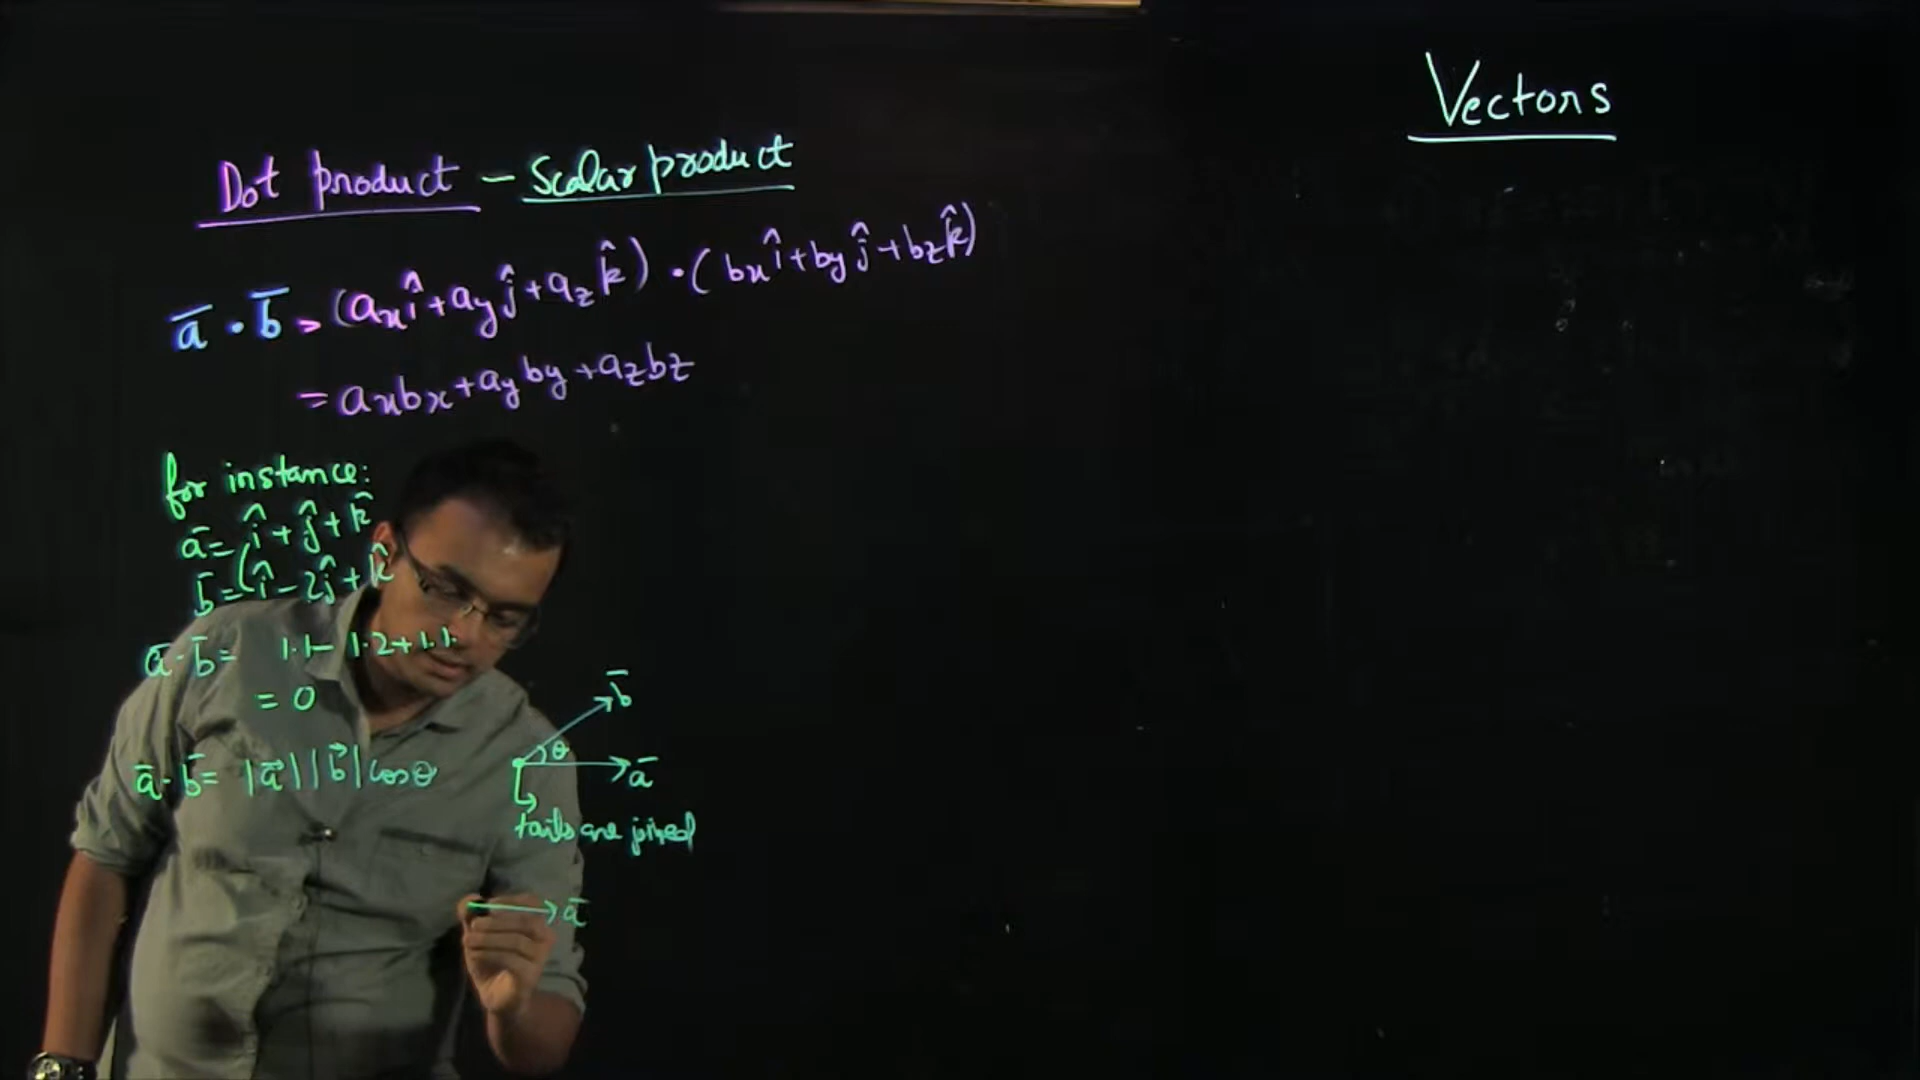 Vectors
Dot product – Scalar product
a̅ · b̅ = (axî + ayĵ + azk̂) · (bxî + byĵ + bzk̂)
= axbx + ayby + azbz
for instance:
a̅ = î + ĵ + k̂
b̅ = (î - 2ĵ + k̂
a̅ · b̅ = 1.1 - 1.2 + 1.1.
= 0
b̅
θ
a̅
a̅ · b̅ = |a⃗| |b⃗| cosθ
tails are joined
a̅